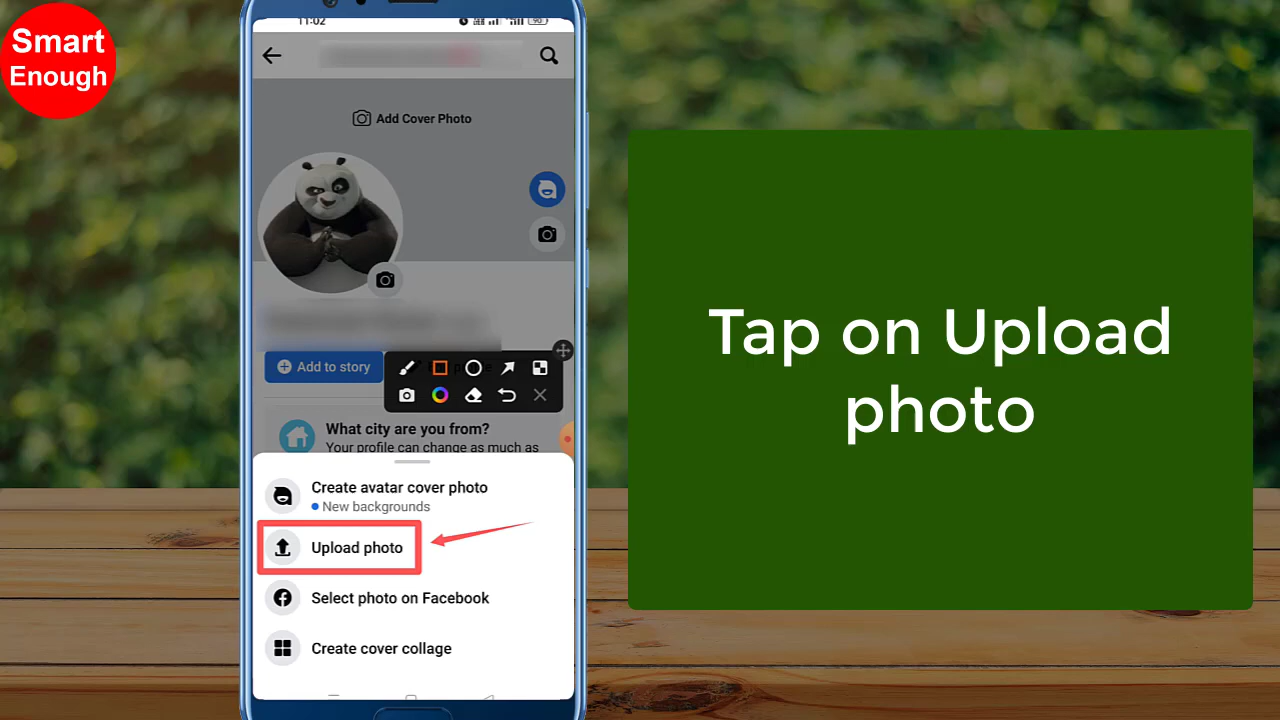 Smart
Enough
11:02
90
Add Cover Photo
Add to story
What city are you from?
Your profile can change as much as
Create avatar cover photo
New backgrounds
Upload photo
Select photo on Facebook
Create cover collage
Tap on Upload
photo